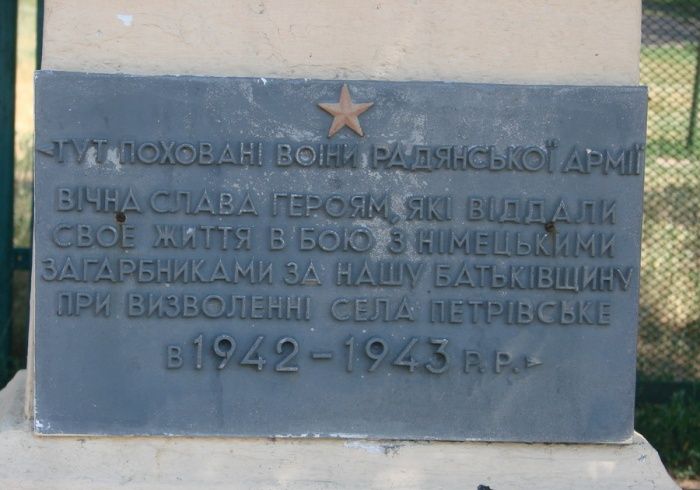 ТУТ ПОХОВАНІ ВОЇНИ РАДЯНСЬКОЇ АРМІЇ
ВІЧНА СЛАВА ГЕРОЯМ, ЯКІ ВІДДАЛИ
СВОЄ ЖИТТЯ В БОЮ З НІМЕЦЬКИМИ
ЗАГАРБНИКАМИ ЗА НАШУ БАТЬКІВЩИНУ
ПРИ ВИЗВОЛЕННІ СЕЛА ПЕТРІВСЬКЕ
В 1942-1943 Р.Р.